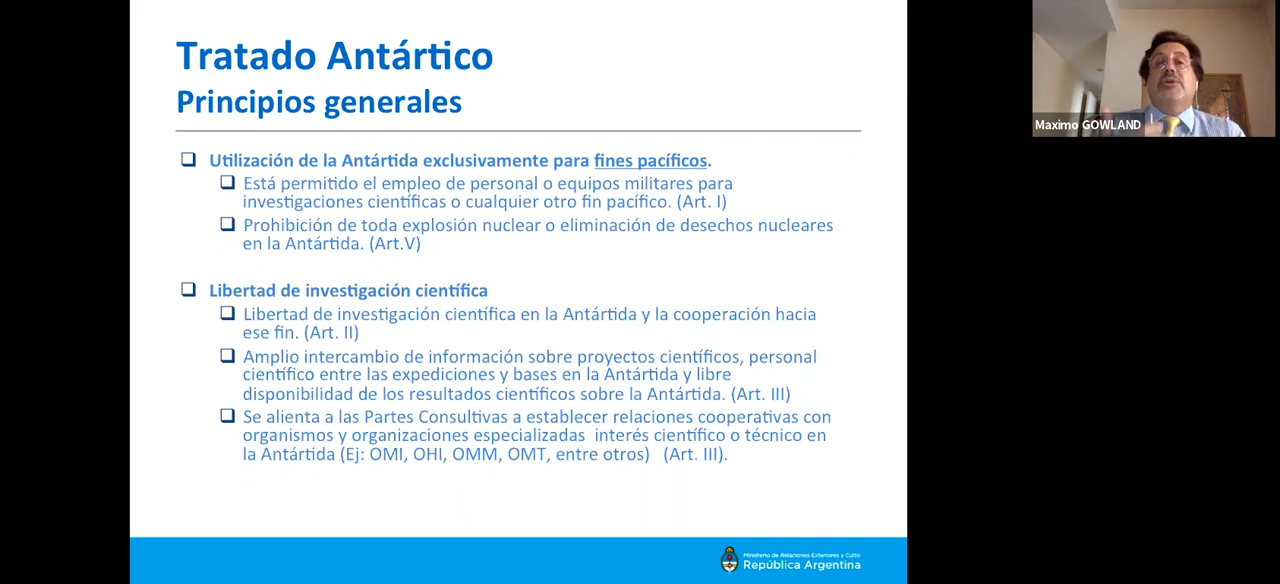 Tratado Antártico
Principios generales
Utilización de la Antártida exclusivamente para fines pacíficos.
Está permitido el empleo de personal o equipos militares para
investigaciones científicas o cualquier otro fin pacífico. (Art. I)
Prohibición de toda explosión nuclear o eliminación de desechos nucleares
en la Antártida. (Art.V)
Libertad de investigación científica
Libertad de investigación científica en la Antártida y la cooperación hacia
ese fin. (Art. II)
Amplio intercambio de información sobre proyectos científicos, personal
científico entre las expediciones y bases en la Antártida y libre
disponibilidad de los resultados científicos sobre la Antártida. (Art. III)
Se alienta a las Partes Consultivas a establecer relaciones cooperativas con
organismos y organizaciones especializadas interés científico o técnico en
la Antártida (Ej: OMI, OHI, OMM, OMT, entre otros) (Art. III).
Ministerio de Relaciones Exteriores y Culto
República Argentina
Maximo GOWLAND